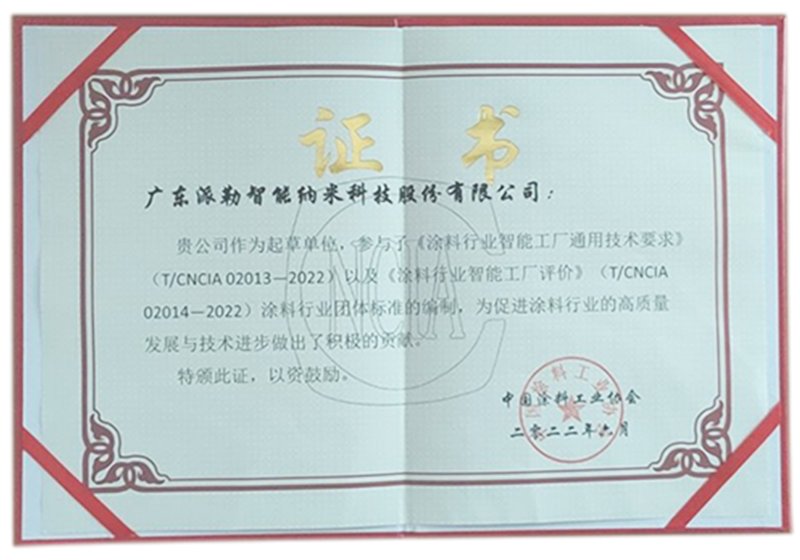 证书
广东派勒智能纳米科技股份有限公司：
贵公司作为起草单位，参与了《涂料行业智能工厂通用技术要求》
（T/CNCIA 02013—2022）以及《涂料行业智能工厂评价》（T/CNCIA
02014—2022）涂料行业团体标准的编制，为促进涂料行业的高质量
发展与技术进步做出了积极的贡献。
特颁此证，以资鼓励。
CNCIA
中国涂料工业协会
二零二二年六月